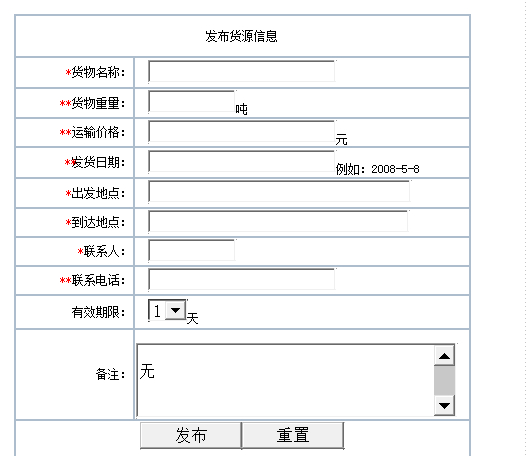 发布货源信息
*货物名称：
**货物重量： 吨
**运输价格： 元
**发货日期： 例如：2008-5-8
*出发地点：
*到达地点：
*联系人：
**联系电话：
有效期限： 1 天
备注： 无
发布 重置